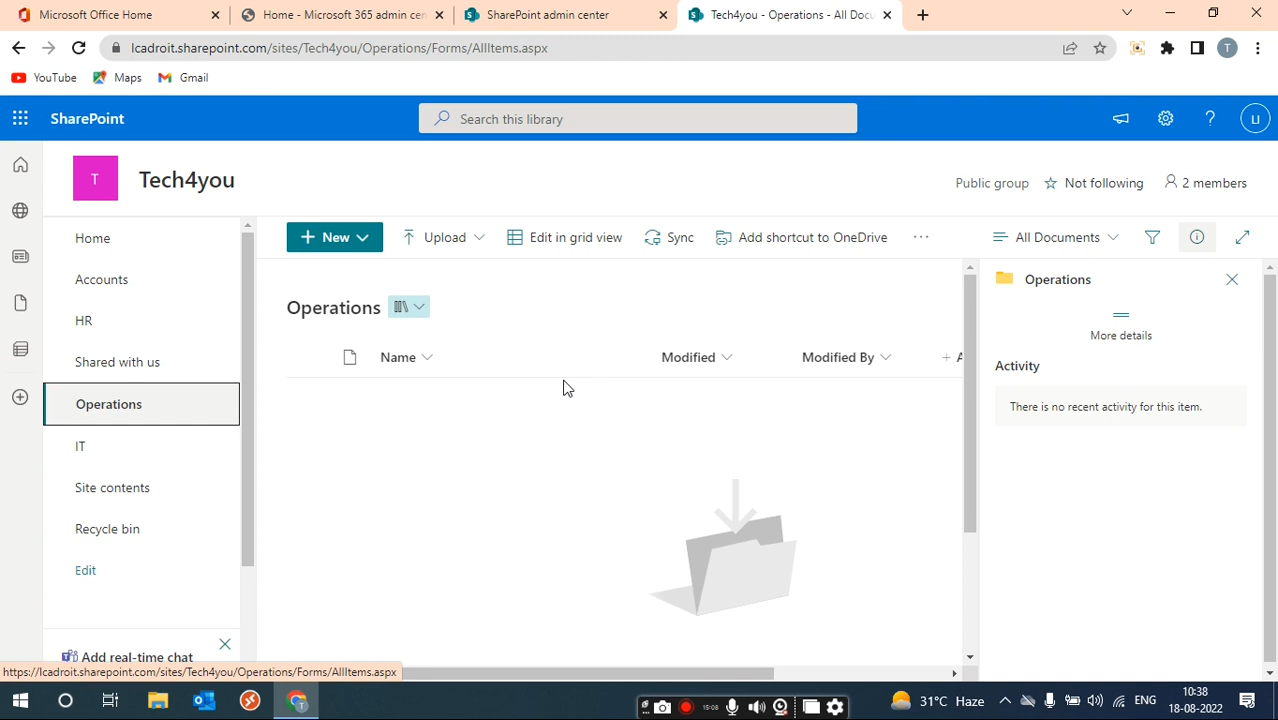 Microsoft Office Home
Home - Microsoft 365 admin cen
SharePoint admin center
Tech4you - Operations - All Docu
lcadroit.sharepoint.com/sites/Tech4you/Operations/Forms/AllItems.aspx
T
YouTube
Maps
Gmail
SharePoint
Search this library
LI
T
Tech4you
Public group
Not following
2 members
Home
Accounts
HR
Shared with us
Operations
IT
Site contents
Recycle bin
Edit
Add real-time chat
New
Upload
Edit in grid view
Sync
Add shortcut to OneDrive
All Documents
Operations
Name
Modified
Modified By
+ A
Operations
More details
Activity
There is no recent activity for this item.
https://lcadroit.sharepoint.com/sites/Tech4you/Operations/Forms/AllItems.aspx
15:08
31°C Haze
ENG
10:38
18-08-2022